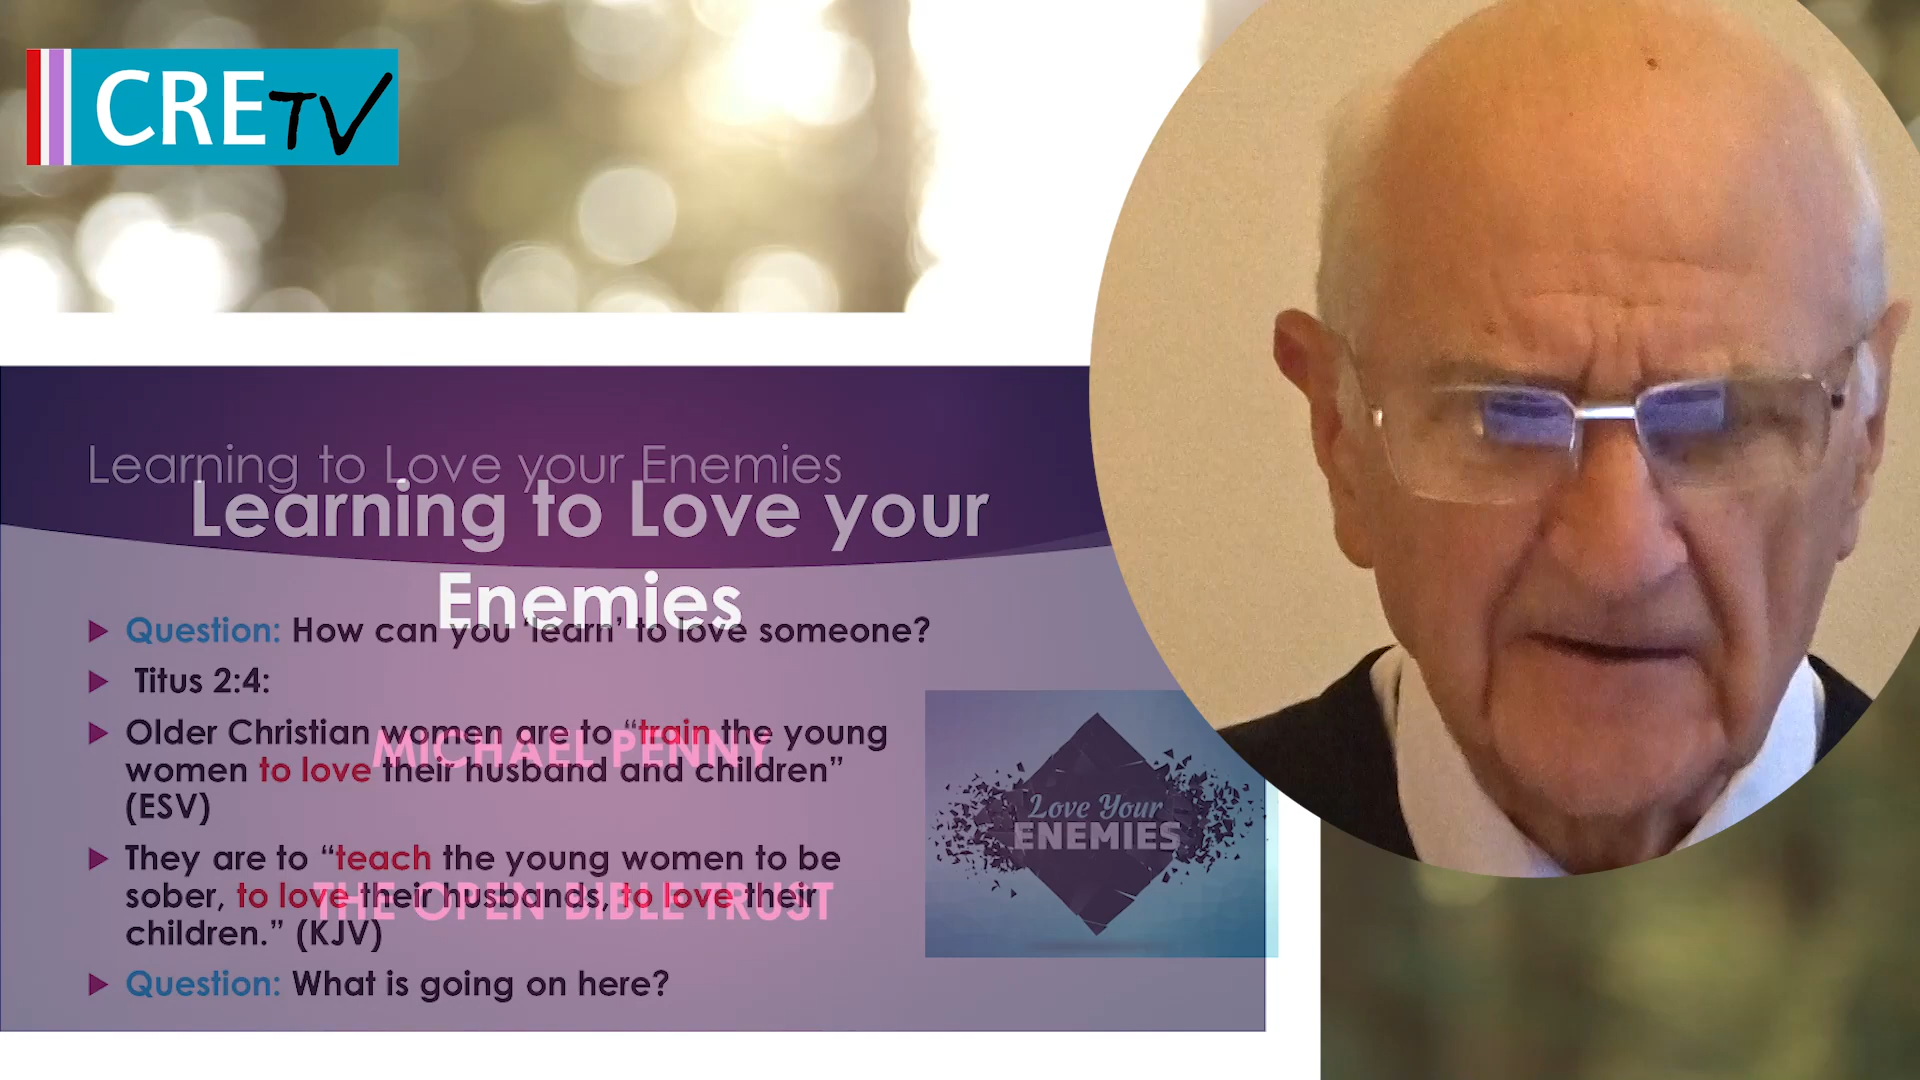 CRETV
Learning to Love your Enemies
Learning to Love your
Enemies
Question: How can you ‘learn’ to love someone?
Titus 2:4:
Older Christian women are to “train the young
women to love their husband and children”
(ESV)
MICHAEL PENNY
They are to “teach the young women to be
sober, to love their husbands, to love their
children.” (KJV)
THE OPEN BIBLE TRUST
Question: What is going on here?
Love Your
ENEMIES